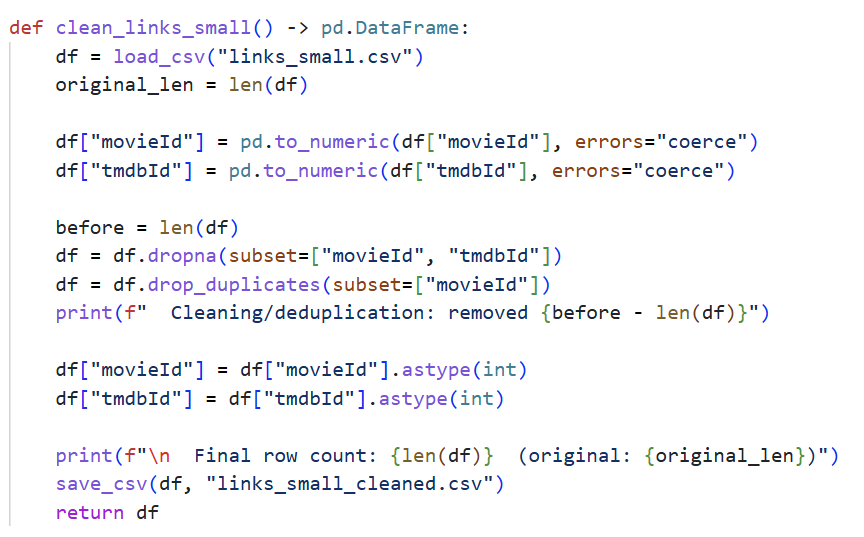 def clean_links_small() -> pd.DataFrame:
    df = load_csv("links_small.csv")
    original_len = len(df)

    df["movieId"] = pd.to_numeric(df["movieId"], errors="coerce")
    df["tmdbId"] = pd.to_numeric(df["tmdbId"], errors="coerce")

    before = len(df)
    df = df.dropna(subset=["movieId", "tmdbId"])
    df = df.drop_duplicates(subset=["movieId"])
    print(f"  Cleaning/deduplication: removed {before - len(df)}")

    df["movieId"] = df["movieId"].astype(int)
    df["tmdbId"] = df["tmdbId"].astype(int)

    print(f"\n  Final row count: {len(df)}  (original: {original_len})")
    save_csv(df, "links_small_cleaned.csv")
    return df